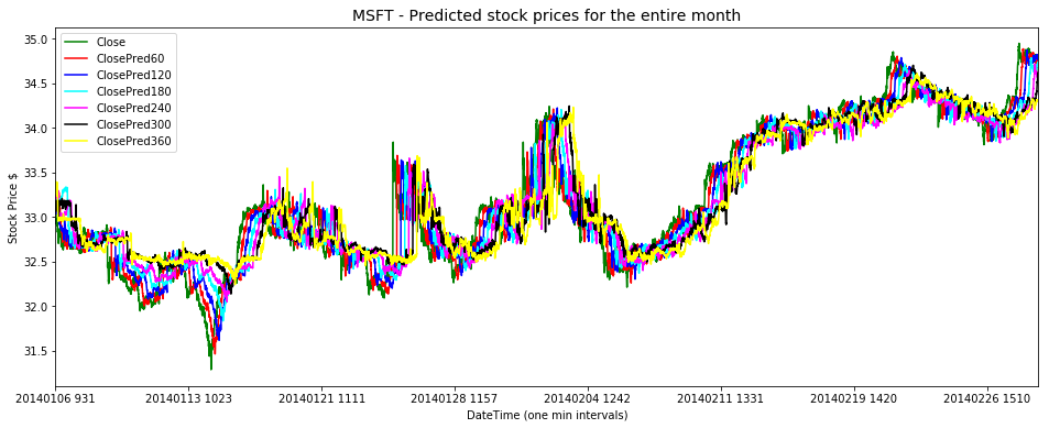 MSFT - Predicted stock prices for the entire month
Close
ClosePred60
ClosePred120
ClosePred180
ClosePred240
ClosePred300
ClosePred360
Stock Price $
35.0
34.5
34.0
33.5
33.0
32.5
32.0
31.5
20140106 931 20140113 1023 20140121 1111 20140128 1157 20140204 1242 20140211 1331 20140219 1420 20140226 1510
DateTime (one min intervals)